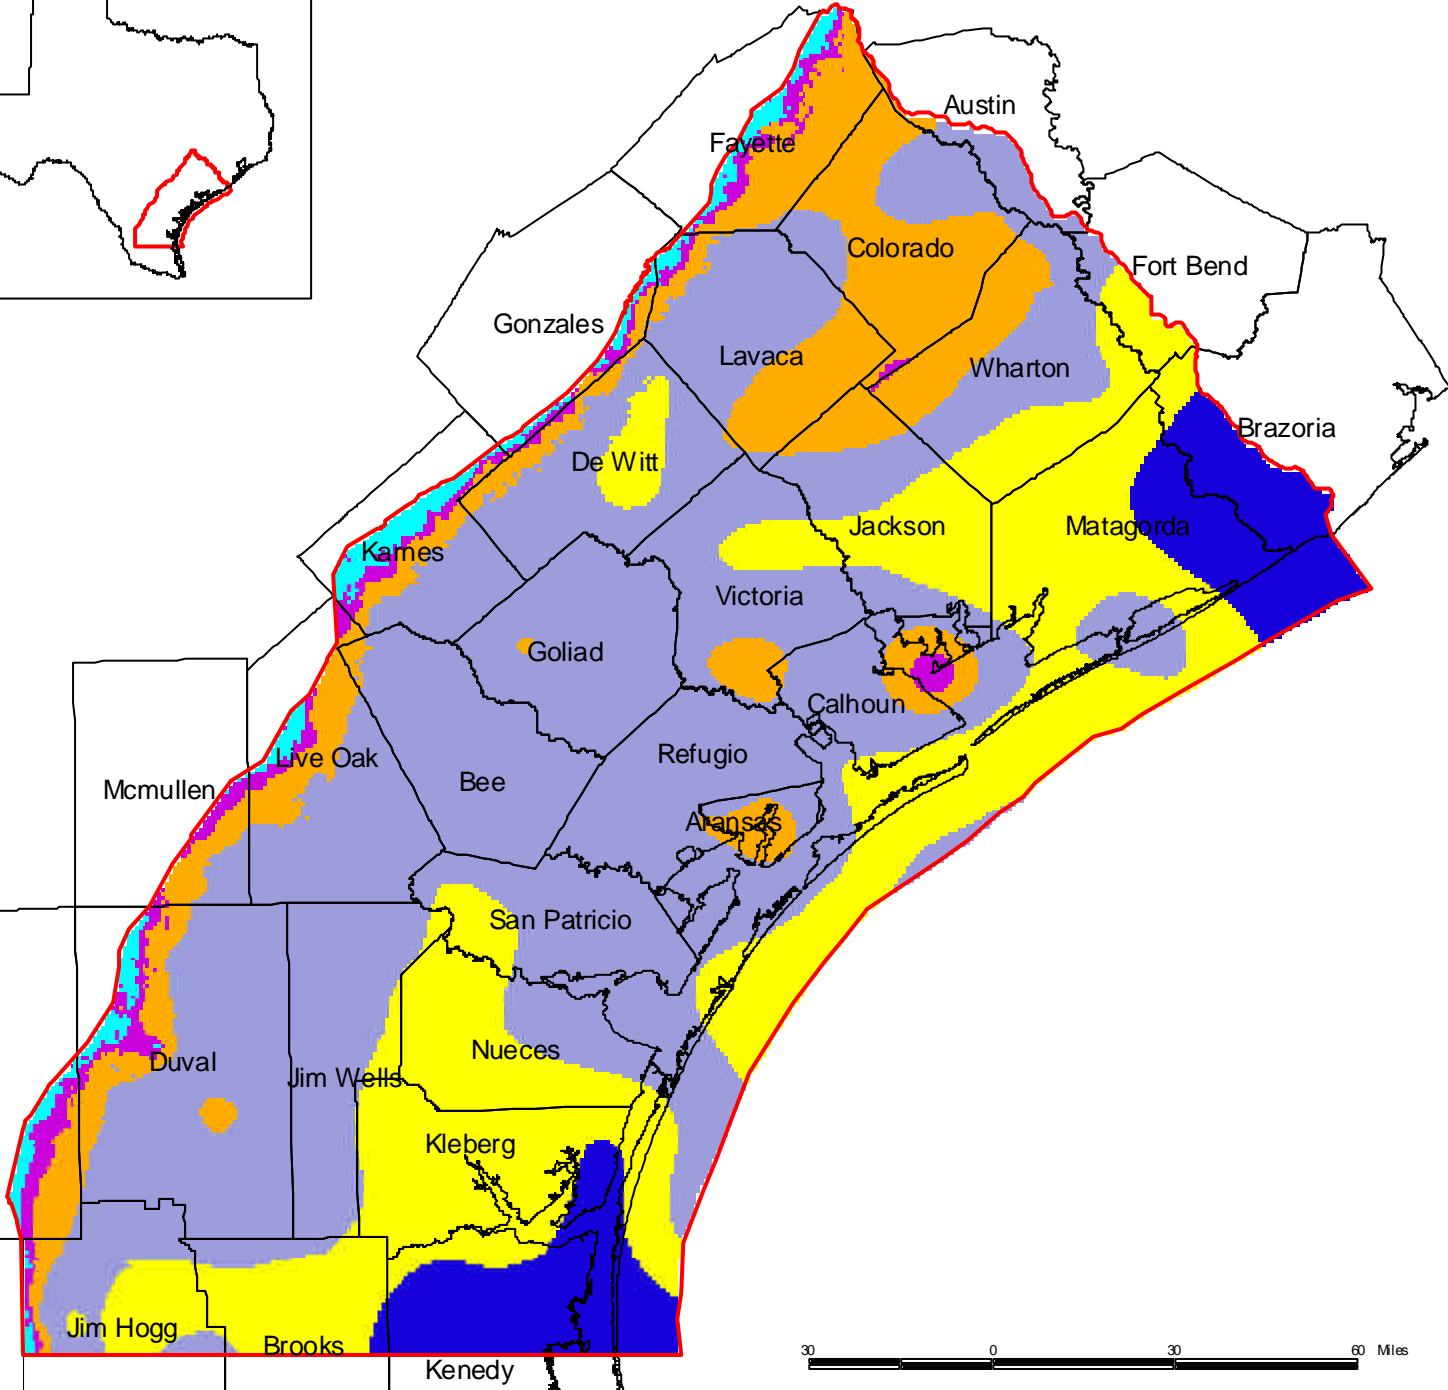 Austin
Fayette
Colorado
Fort Bend
Gonzales
Lavaca
Wharton
Brazoria
De Witt
Jackson
Matagorda
Karnes
Victoria
Goliad
Calhoun
Live Oak
Refugio
Bee
Mcmullen
Aransas
San Patricio
Nueces
Duval
Jim Wells
Kleberg
Jim Hogg
Brooks
Kenedy
30 0 30 60 Miles